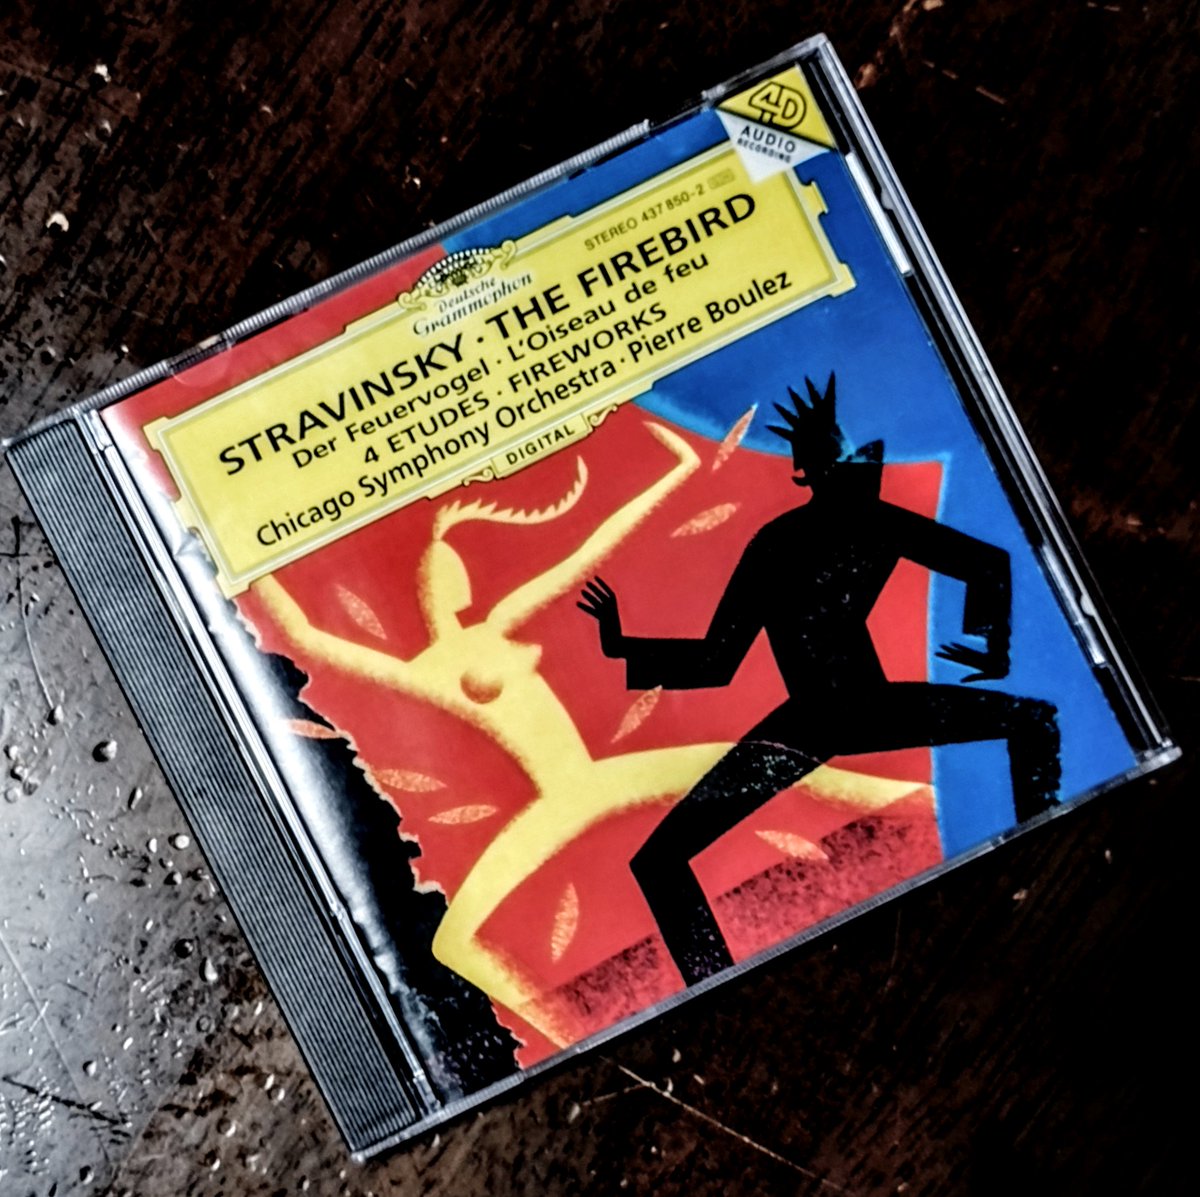 4D
AUDIO
RECORDING
STEREO 437 850-2
Deutsche
Grammophon
STRAVINSKY · THE FIREBIRD
Der Feuervogel · L'Oiseau de feu
4 ETUDES · FIREWORKS
Chicago Symphony Orchestra · Pierre Boulez
DIGITAL